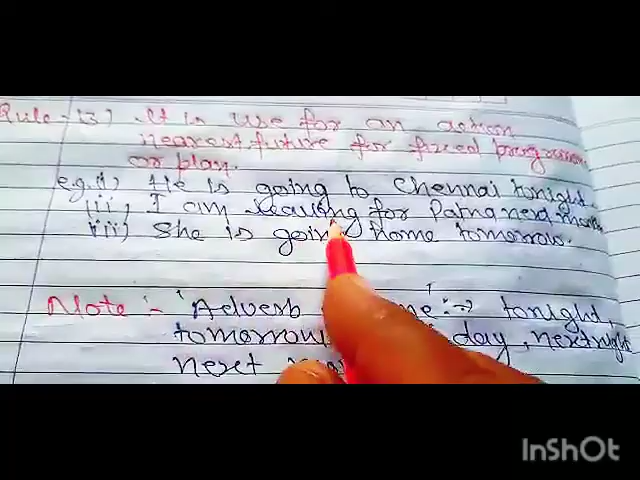 Rule-(3) It is use for an action
nearest future for fixed programme
or plan.
e.g. (i) He is going to Chennai tonight.
(ii) I am leaving for Patna next month
(iii) She is going home tomorrow.
Note :- 'Adverb :→ tonight,
tomorrow day, next night
next
InShOt